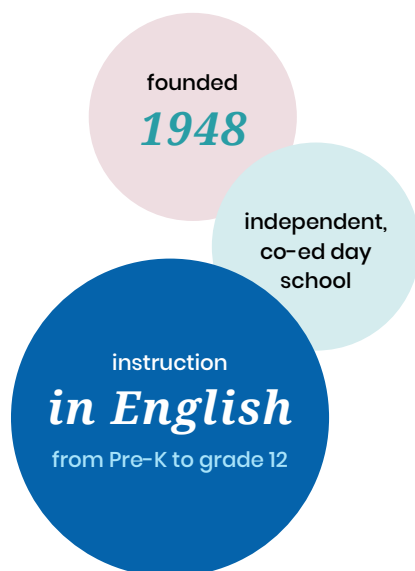 founded
1948
independent,
co-ed day
school
instruction
in English
from Pre-K to grade 12